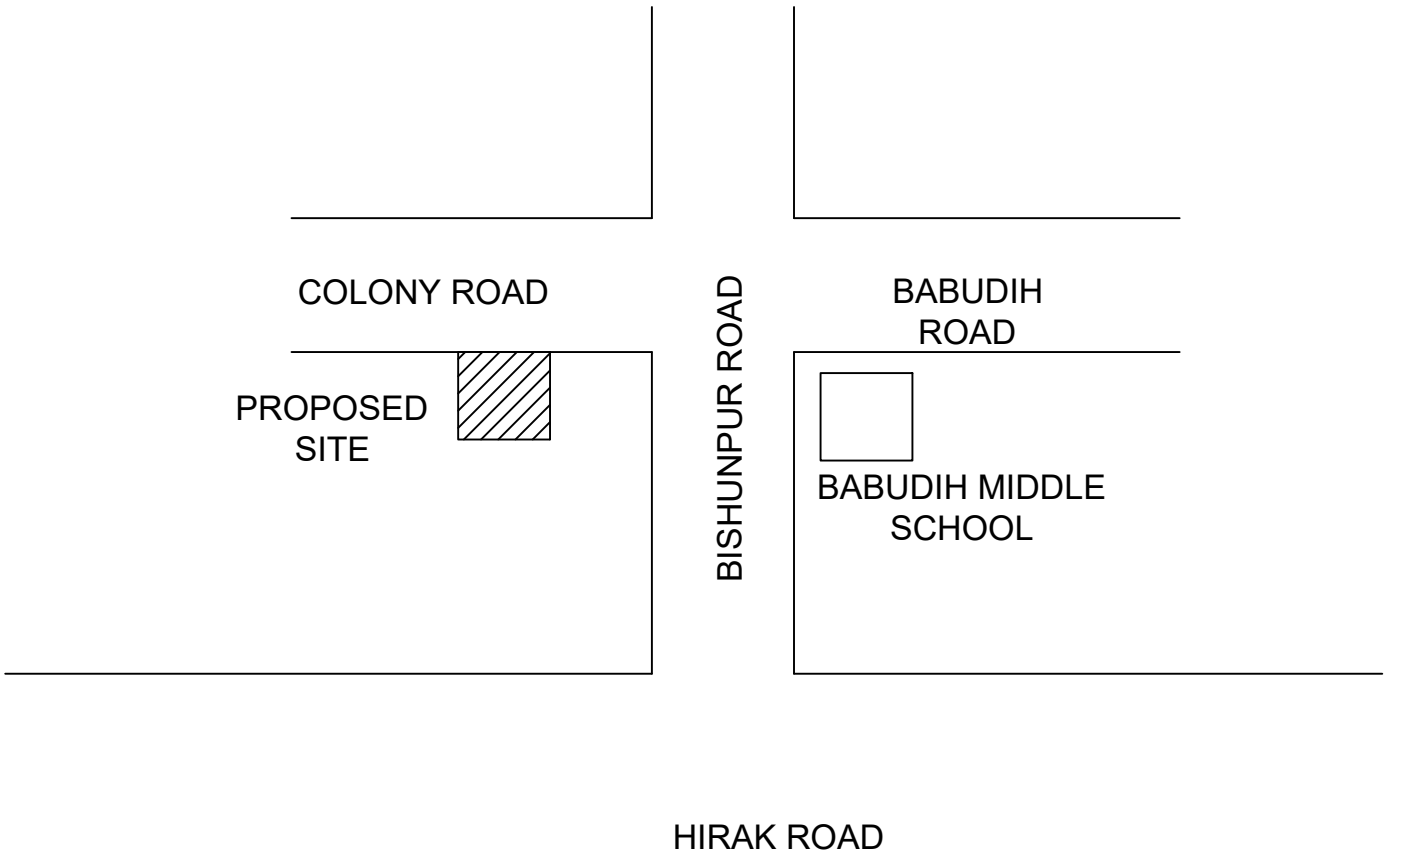 COLONY ROAD
BABUDIH
ROAD
BISHUNPUR ROAD
PROPOSED
SITE
BABUDIH MIDDLE
SCHOOL
HIRAK ROAD